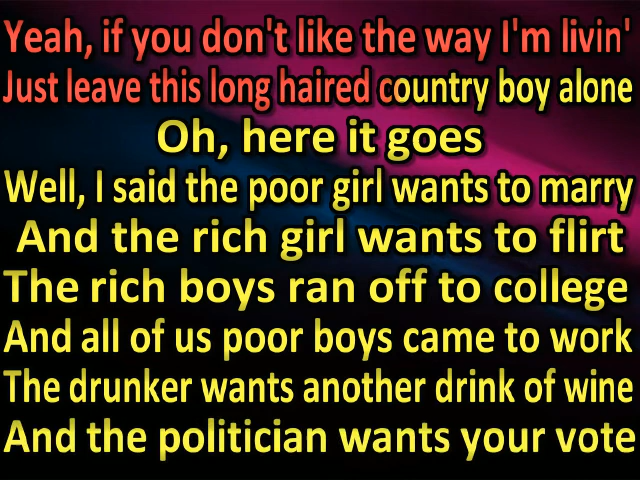 Yeah, if you don't like the way I'm livin'
Just leave this long haired country boy alone
Oh, here it goes
Well, I said the poor girl wants to marry
And the rich girl wants to flirt
The rich boys ran off to college
And all of us poor boys came to work
The drunker wants another drink of wine
And the politician wants your vote